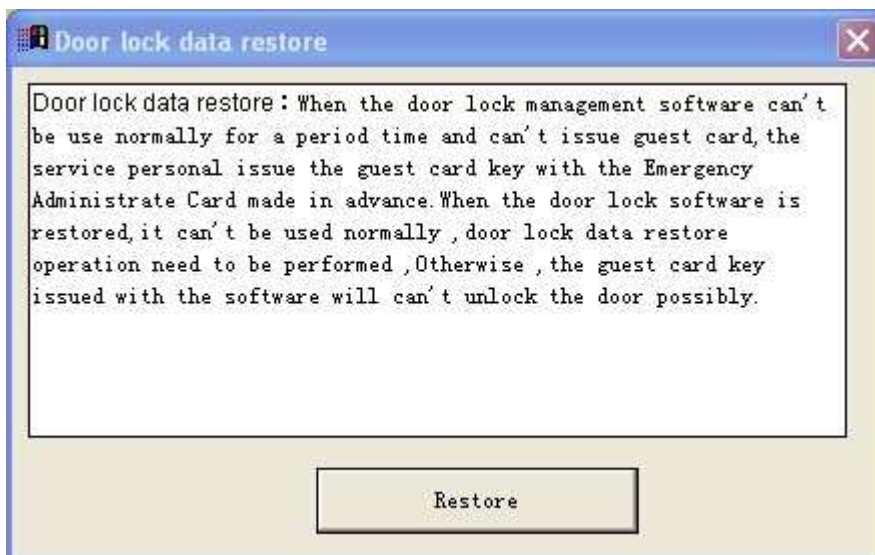 Door lock data restore
Door lock data restore：When the door lock management software can't
be use normally for a period time and can't issue guest card, the
service personal issue the guest card key with the Emergency
Administrate Card made in advance.When the door lock software is
restored, it can't be used normally ,door lock data restore
operation need to be performed ,Otherwise , the guest card key
issued with the software will can't unlock the door possibly.
Restore